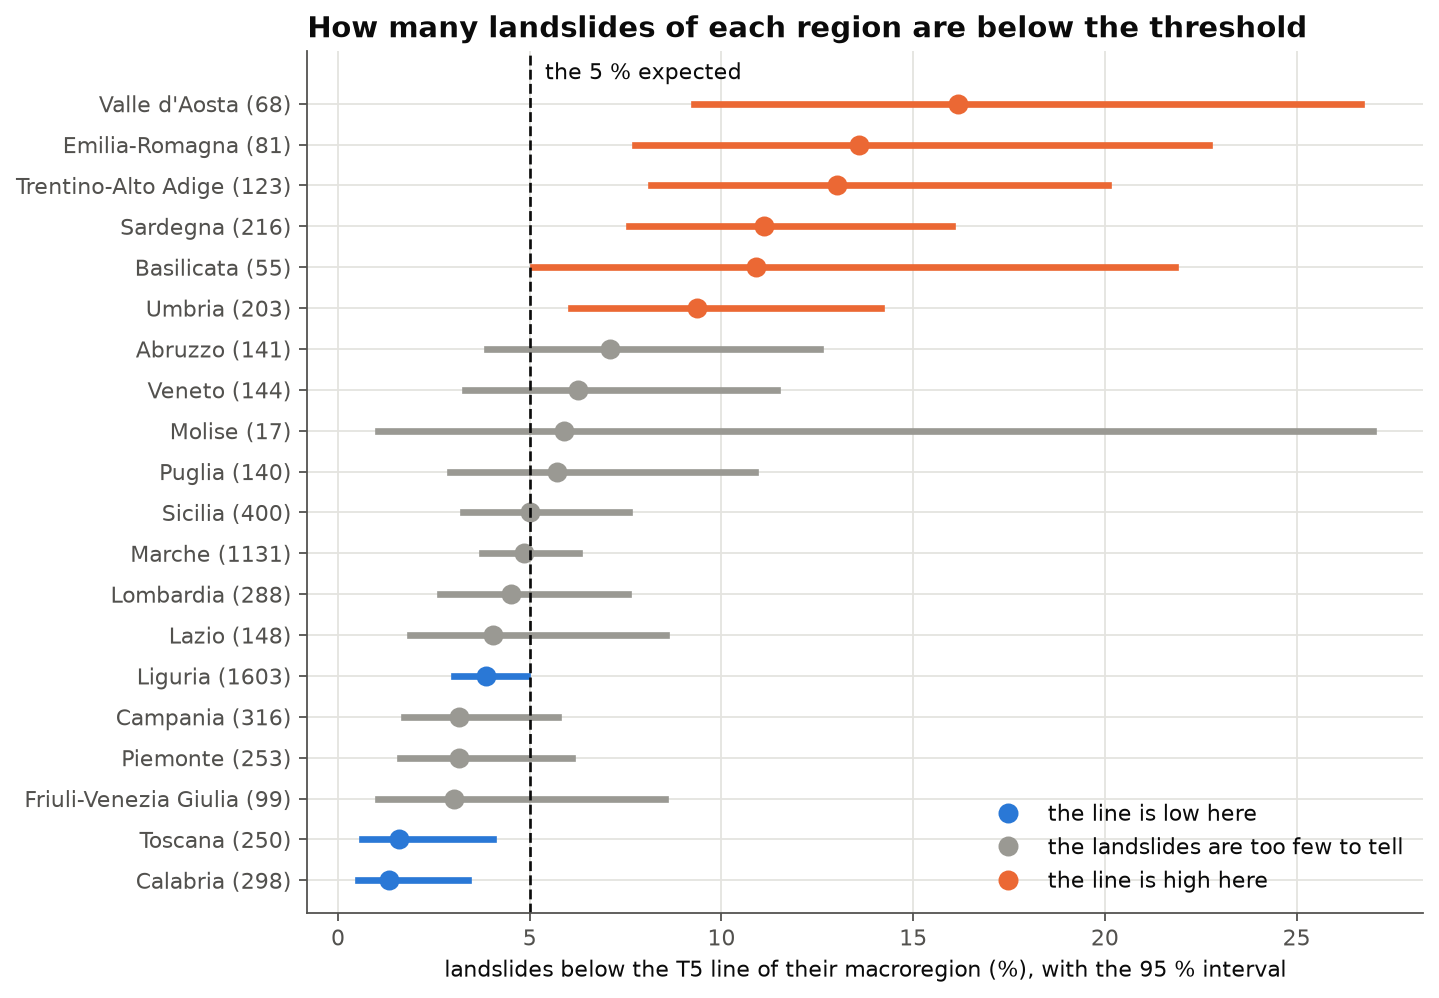 How many landslides of each region are below the threshold
the 5 % expected
Valle d'Aosta (68)
Emilia-Romagna (81)
Trentino-Alto Adige (123)
Sardegna (216)
Basilicata (55)
Umbria (203)
Abruzzo (141)
Veneto (144)
Molise (17)
Puglia (140)
Sicilia (400)
Marche (1131)
Lombardia (288)
Lazio (148)
Liguria (1603)
Campania (316)
Piemonte (253)
Friuli-Venezia Giulia (99)
Toscana (250)
Calabria (298)
the line is low here
the landslides are too few to tell
the line is high here
0 5 10 15 20 25
landslides below the T5 line of their macroregion (%), with the 95 % interval